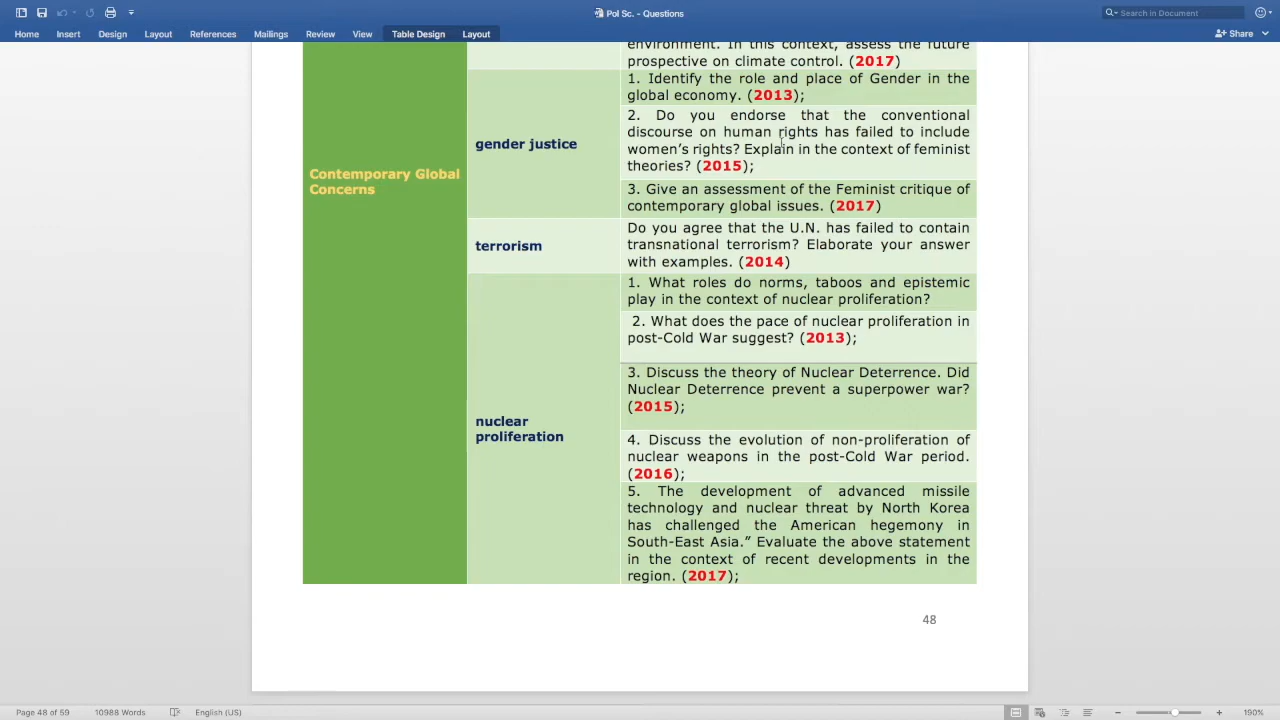 Pol Sc. - Questions
Search in Document
Home Insert Design Layout References Mailings Review View Table Design Layout Share
environment. In this context, assess the future
prospective on climate control. (2017)
Contemporary Global
Concerns
gender justice
1. Identify the role and place of Gender in the
global economy. (2013);
2. Do you endorse that the conventional
discourse on human rights has failed to include
women's rights? Explain in the context of feminist
theories? (2015);
3. Give an assessment of the Feminist critique of
contemporary global issues. (2017)
terrorism
Do you agree that the U.N. has failed to contain
transnational terrorism? Elaborate your answer
with examples. (2014)
nuclear
proliferation
1. What roles do norms, taboos and epistemic
play in the context of nuclear proliferation?
2. What does the pace of nuclear proliferation in
post-Cold War suggest? (2013);
3. Discuss the theory of Nuclear Deterrence. Did
Nuclear Deterrence prevent a superpower war?
(2015);
4. Discuss the evolution of non-proliferation of
nuclear weapons in the post-Cold War period.
(2016);
5. The development of advanced missile
technology and nuclear threat by North Korea
has challenged the American hegemony in
South-East Asia.” Evaluate the above statement
in the context of recent developments in the
region. (2017);
48
Page 48 of 59 10988 Words English (US) 190%